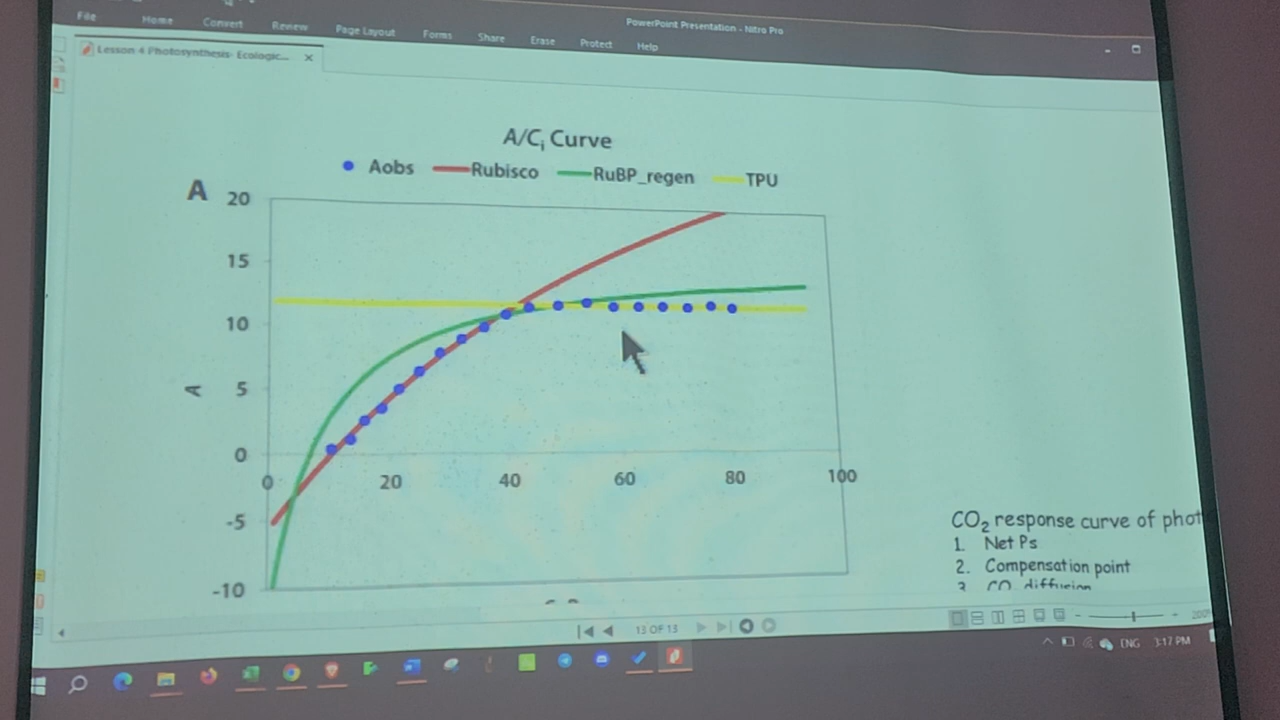 PowerPoint Presentation - Nitro Pro
File Home Convert Review Page Layout Forms Share Erase Protect Help
Lesson 4 Photosynthesis- Ecologic... ×
A/Ci Curve
Aobs Rubisco RuBP_regen TPU
A
20
15
10
5
0
-5
-10
A
0 20 40 60 80 100
CO2 response curve of phot
1. Net Ps
2. Compensation point
13 OF 13
ENG 3:17 PM